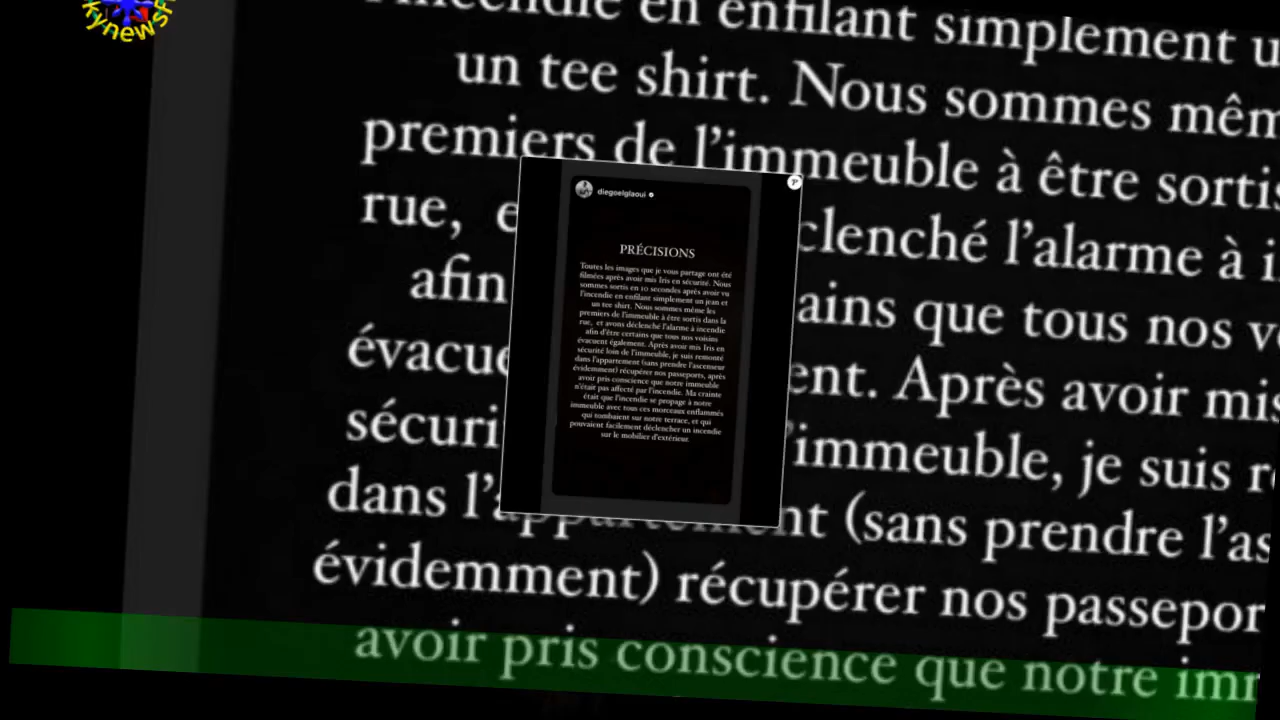 kynewsh
l'incendie en enfilant simplement u
un tee shirt. Nous sommes mêm
premiers de l'immeuble à être sortis
rue, e
clenché l'alarme à i
afin
ains que tous nos v
évacue
ent. Après avoir mis
sécuri
l'immeuble, je suis re
dans l'appartement (sans prendre l'as
évidemment) récupérer nos passepor
avoir pris conscience que notre imm
diegoelglaoui
PRÉCISIONS
Toutes les images que je vous partage ont été
filmées après avoir mis Iris en sécurité. Nous
sommes sortis en 10 secondes après avoir vu
l'incendie en enfilant simplement un jean et
un tee shirt. Nous sommes même les
premiers de l'immeuble à être sortis dans la
rue, et avons déclenché l'alarme à incendie
afin d'être certains que tous nos voisins
évacuent également. Après avoir mis Iris en
sécurité loin de l'immeuble, je suis remonté
dans l'appartement (sans prendre l'ascenseur
évidemment) récupérer nos passeports, après
avoir pris conscience que notre immeuble
n'était pas affecté par l'incendie. Ma crainte
était que l'incendie se propage à notre
immeuble avec tous ces morceaux enflammés
qui tombaient sur notre terrace, et qui
pouvaient facilement déclencher un incendie
sur le mobilier d'extérieur.